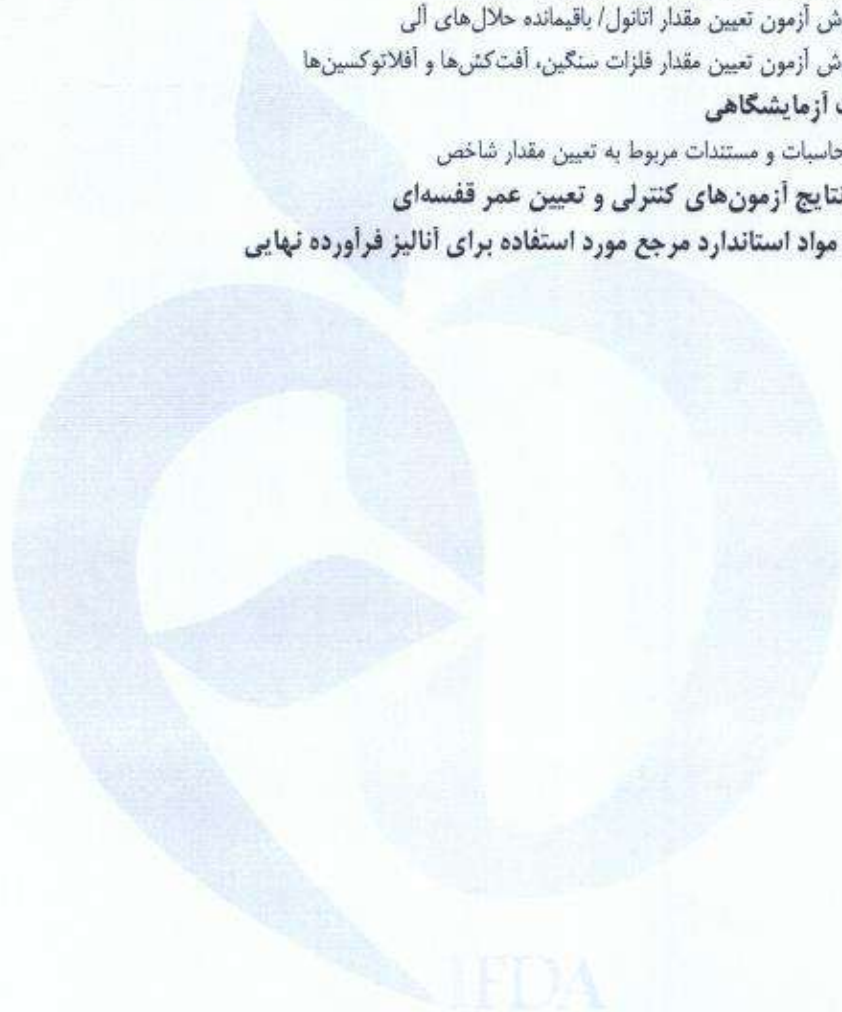 ش آزمون تعیین مقدار اتانول/ باقیمانده حلال‌های آلی
ش آزمون تعیین مقدار فلزات سنگین، آفت‌کش‌ها و آفلاتوکسین‌ها
آزمایشگاهی
حاسبات و مستندات مربوط به تعیین مقدار شاخص
نتایج آزمون‌های کنترلی و تعیین عمر قفسه‌ای
مواد استاندارد مرجع مورد استفاده برای آنالیز فرآورده نهایی
IFDA